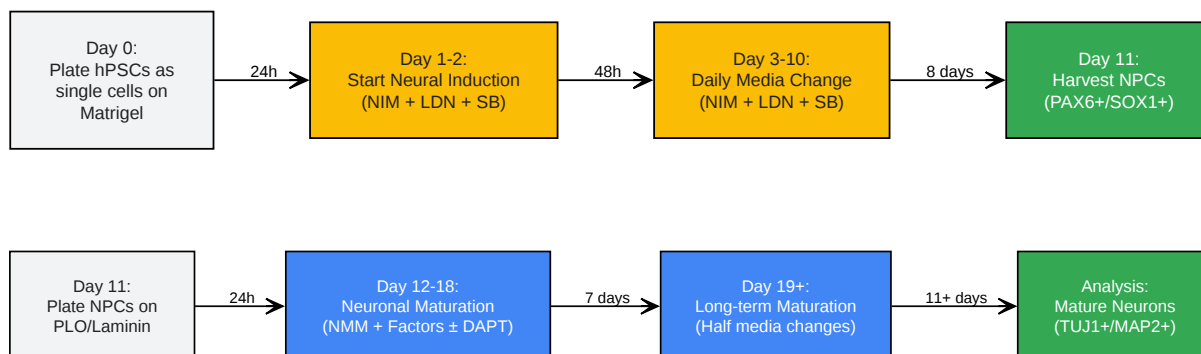 Day 0:
Plate hPSCs as
single cells on
Matrigel
24h
Day 1-2:
Start Neural Induction
(NIM + LDN + SB)
48h
Day 3-10:
Daily Media Change
(NIM + LDN + SB)
8 days
Day 11:
Harvest NPCs
(PAX6+/SOX1+)
Day 11:
Plate NPCs on
PLO/Laminin
24h
Day 12-18:
Neuronal Maturation
(NMM + Factors ± DAPT)
7 days
Day 19+:
Long-term Maturation
(Half media changes)
11+ days
Analysis:
Mature Neurons
(TUJ1+/MAP2+)